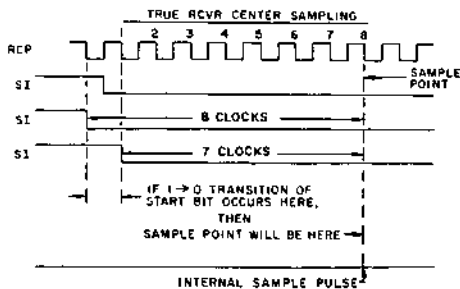 TRUE RCVR CENTER SAMPLING
2 3 4 5 6 7 8
RCP
SI
SAMPLE
POINT
SI
8 CLOCKS
SI
7 CLOCKS
IF 1→0 TRANSITION OF
START BIT OCCURS HERE,
THEN
SAMPLE POINT WILL BE HERE
INTERNAL SAMPLE PULSE